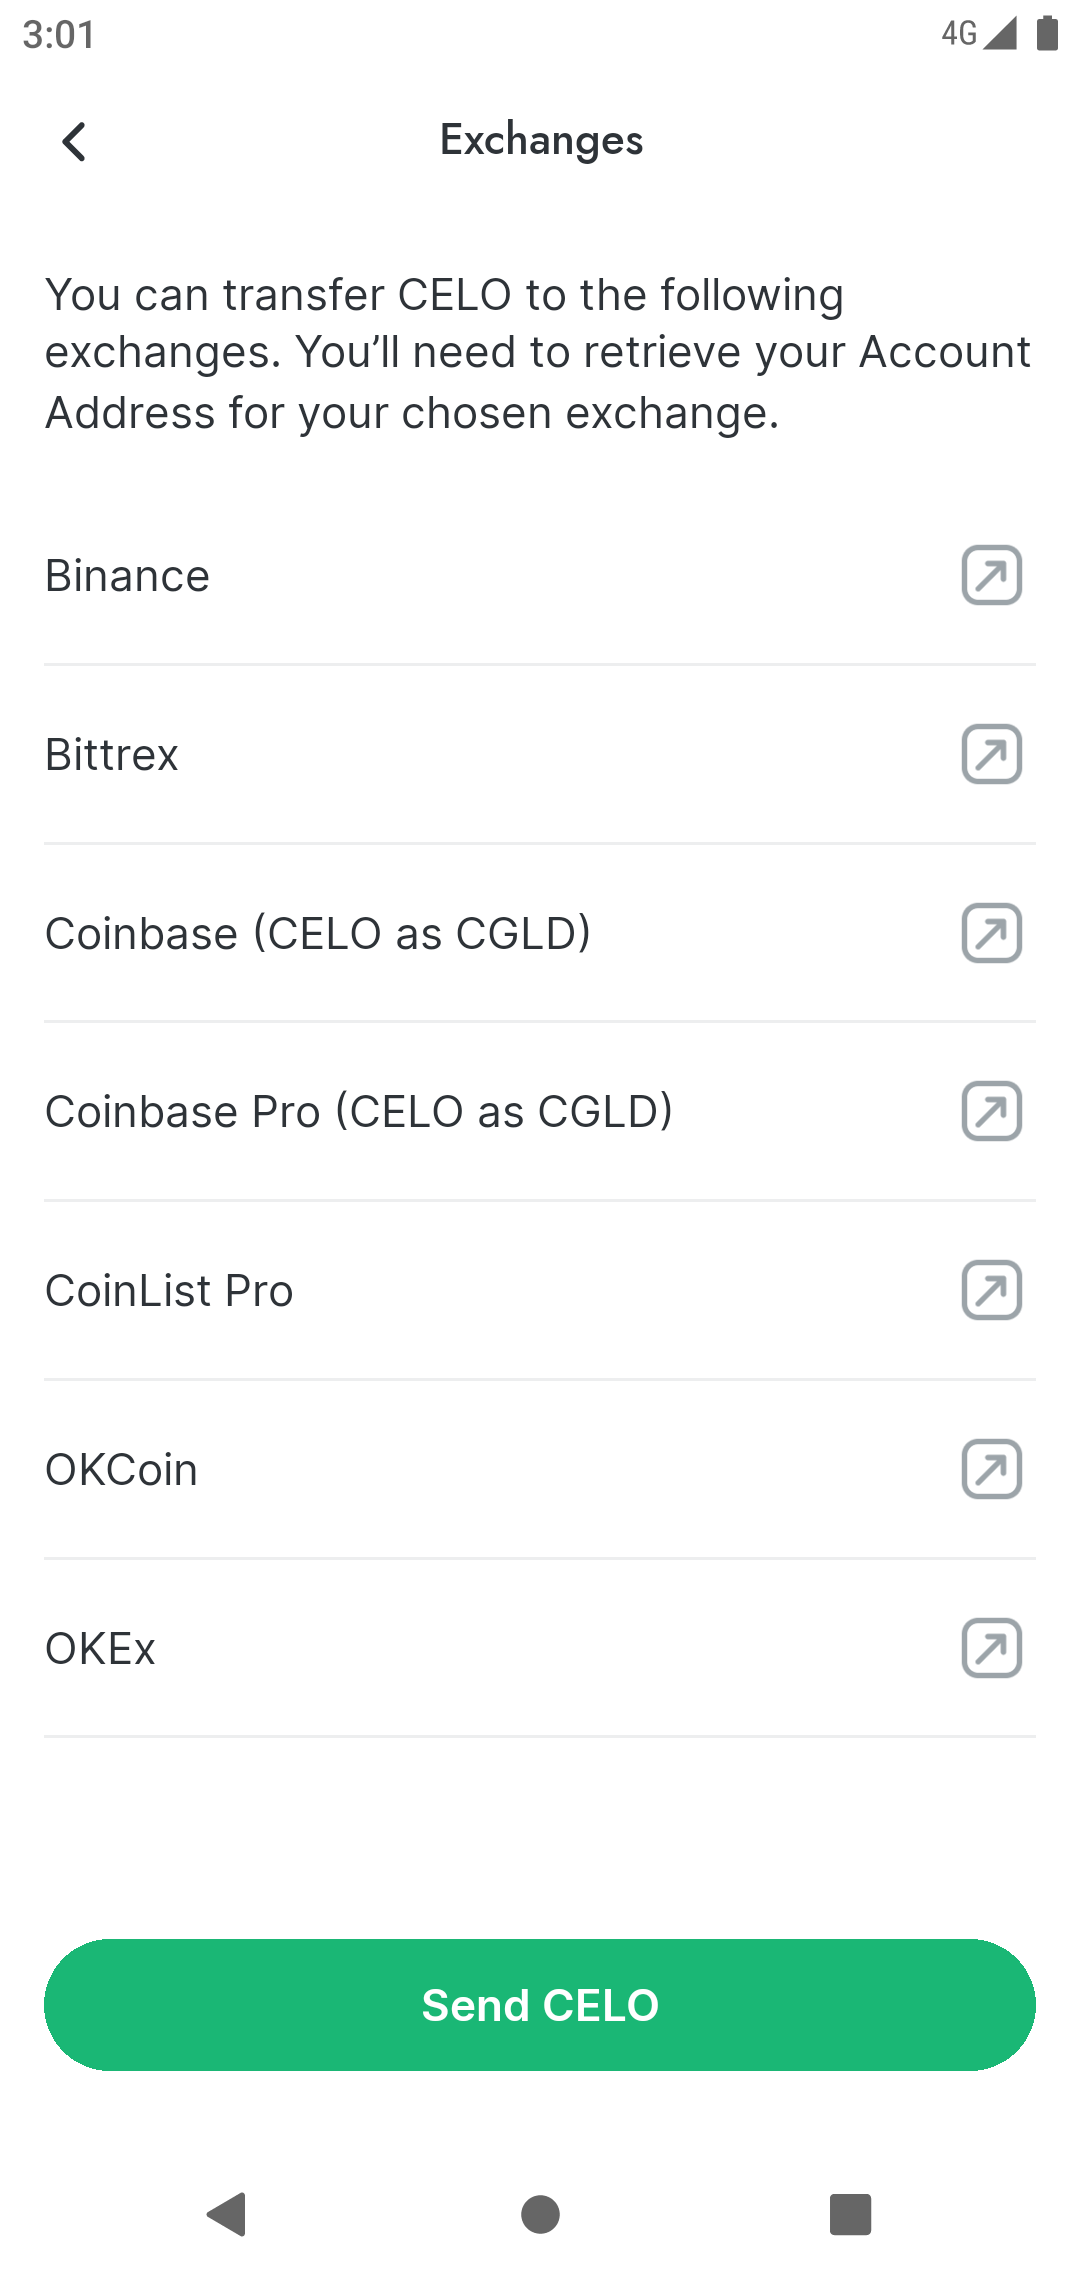 3:01
4G
Exchanges
You can transfer CELO to the following
exchanges. You’ll need to retrieve your Account
Address for your chosen exchange.
Binance
Bittrex
Coinbase (CELO as CGLD)
Coinbase Pro (CELO as CGLD)
CoinList Pro
OKCoin
OKEx
Send CELO